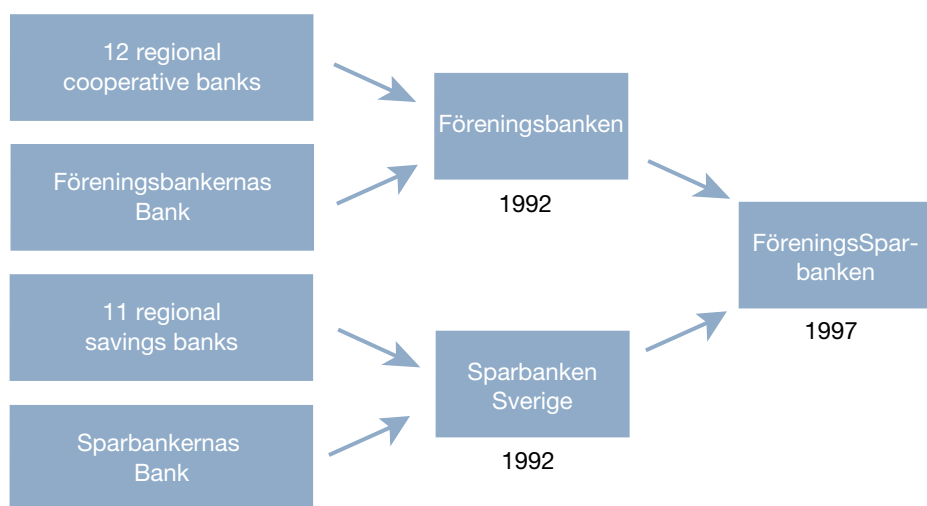 12 regional
cooperative banks
Föreningsbankernas
Bank
11 regional
savings banks
Sparbankernas
Bank
Föreningsbanken
1992
Sparbanken
Sverige
1992
FöreningsSpar-
banken
1997